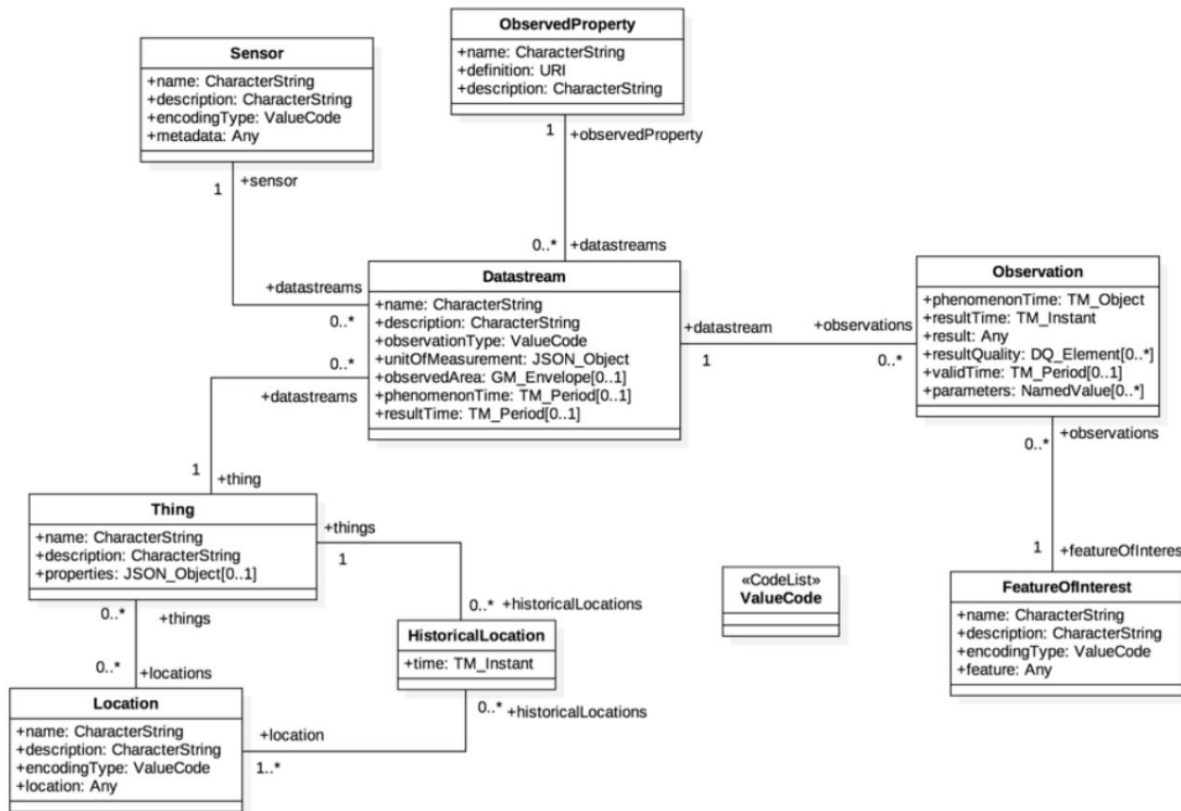 ObservedProperty
+name: CharacterString
+definition: URI
+description: CharacterString
1
+observedProperty
Sensor
+name: CharacterString
+description: CharacterString
+encodingType: ValueCode
+metadata: Any
1
+sensor
0..*
+datastreams
+datastreams
0..*
Datastream
+name: CharacterString
+description: CharacterString
+observationType: ValueCode
+unitOfMeasurement: JSON_Object
+observedArea: GM_Envelope[0..1]
+phenomenonTime: TM_Period[0..1]
+resultTime: TM_Period[0..1]
+datastream
1
+observations
0..*
Observation
+phenomenonTime: TM_Object
+resultTime: TM_Instant
+result: Any
+resultQuality: DQ_Element[0..*]
+validTime: TM_Period[0..1]
+parameters: NamedValue[0..*]
0..*
+observations
0..*
+datastreams
1
+thing
Thing
+name: CharacterString
+description: CharacterString
+properties: JSON_Object[0..1]
+things
1
0..*
+historicalLocations
HistoricalLocation
+time: TM_Instant
0..*
+historicalLocations
0..*
+things
0..*
+locations
Location
+name: CharacterString
+description: CharacterString
+encodingType: ValueCode
+location: Any
+location
1..*
«CodeList»
ValueCode
1
+featureOfInteres
FeatureOfInterest
+name: CharacterString
+description: CharacterString
+encodingType: ValueCode
+feature: Any